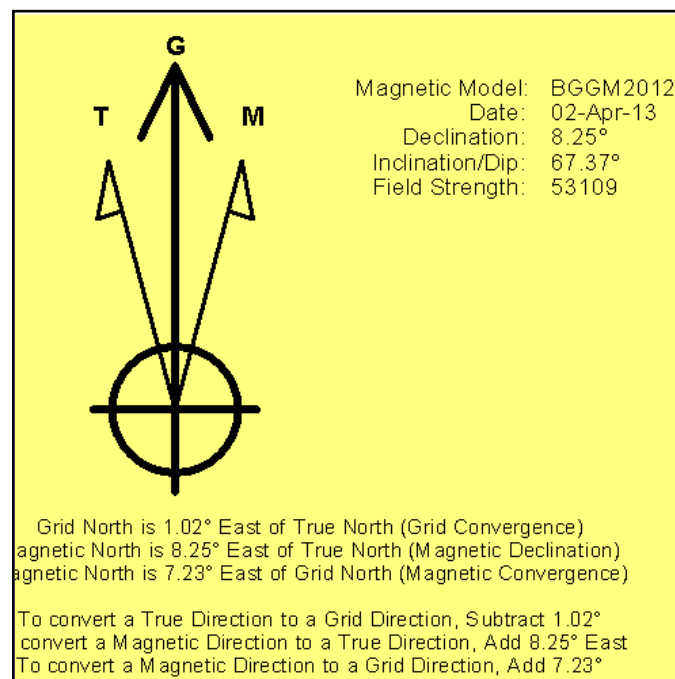 G
T
M
Magnetic Model: BGGM2012
Date: 02-Apr-13
Declination: 8.25°
Inclination/Dip: 67.37°
Field Strength: 53109
Grid North is 1.02° East of True North (Grid Convergence)
agnetic North is 8.25° East of True North (Magnetic Declination)
agnetic North is 7.23° East of Grid North (Magnetic Convergence)
To convert a True Direction to a Grid Direction, Subtract 1.02°
convert a Magnetic Direction to a True Direction, Add 8.25° East
To convert a Magnetic Direction to a Grid Direction, Add 7.23°